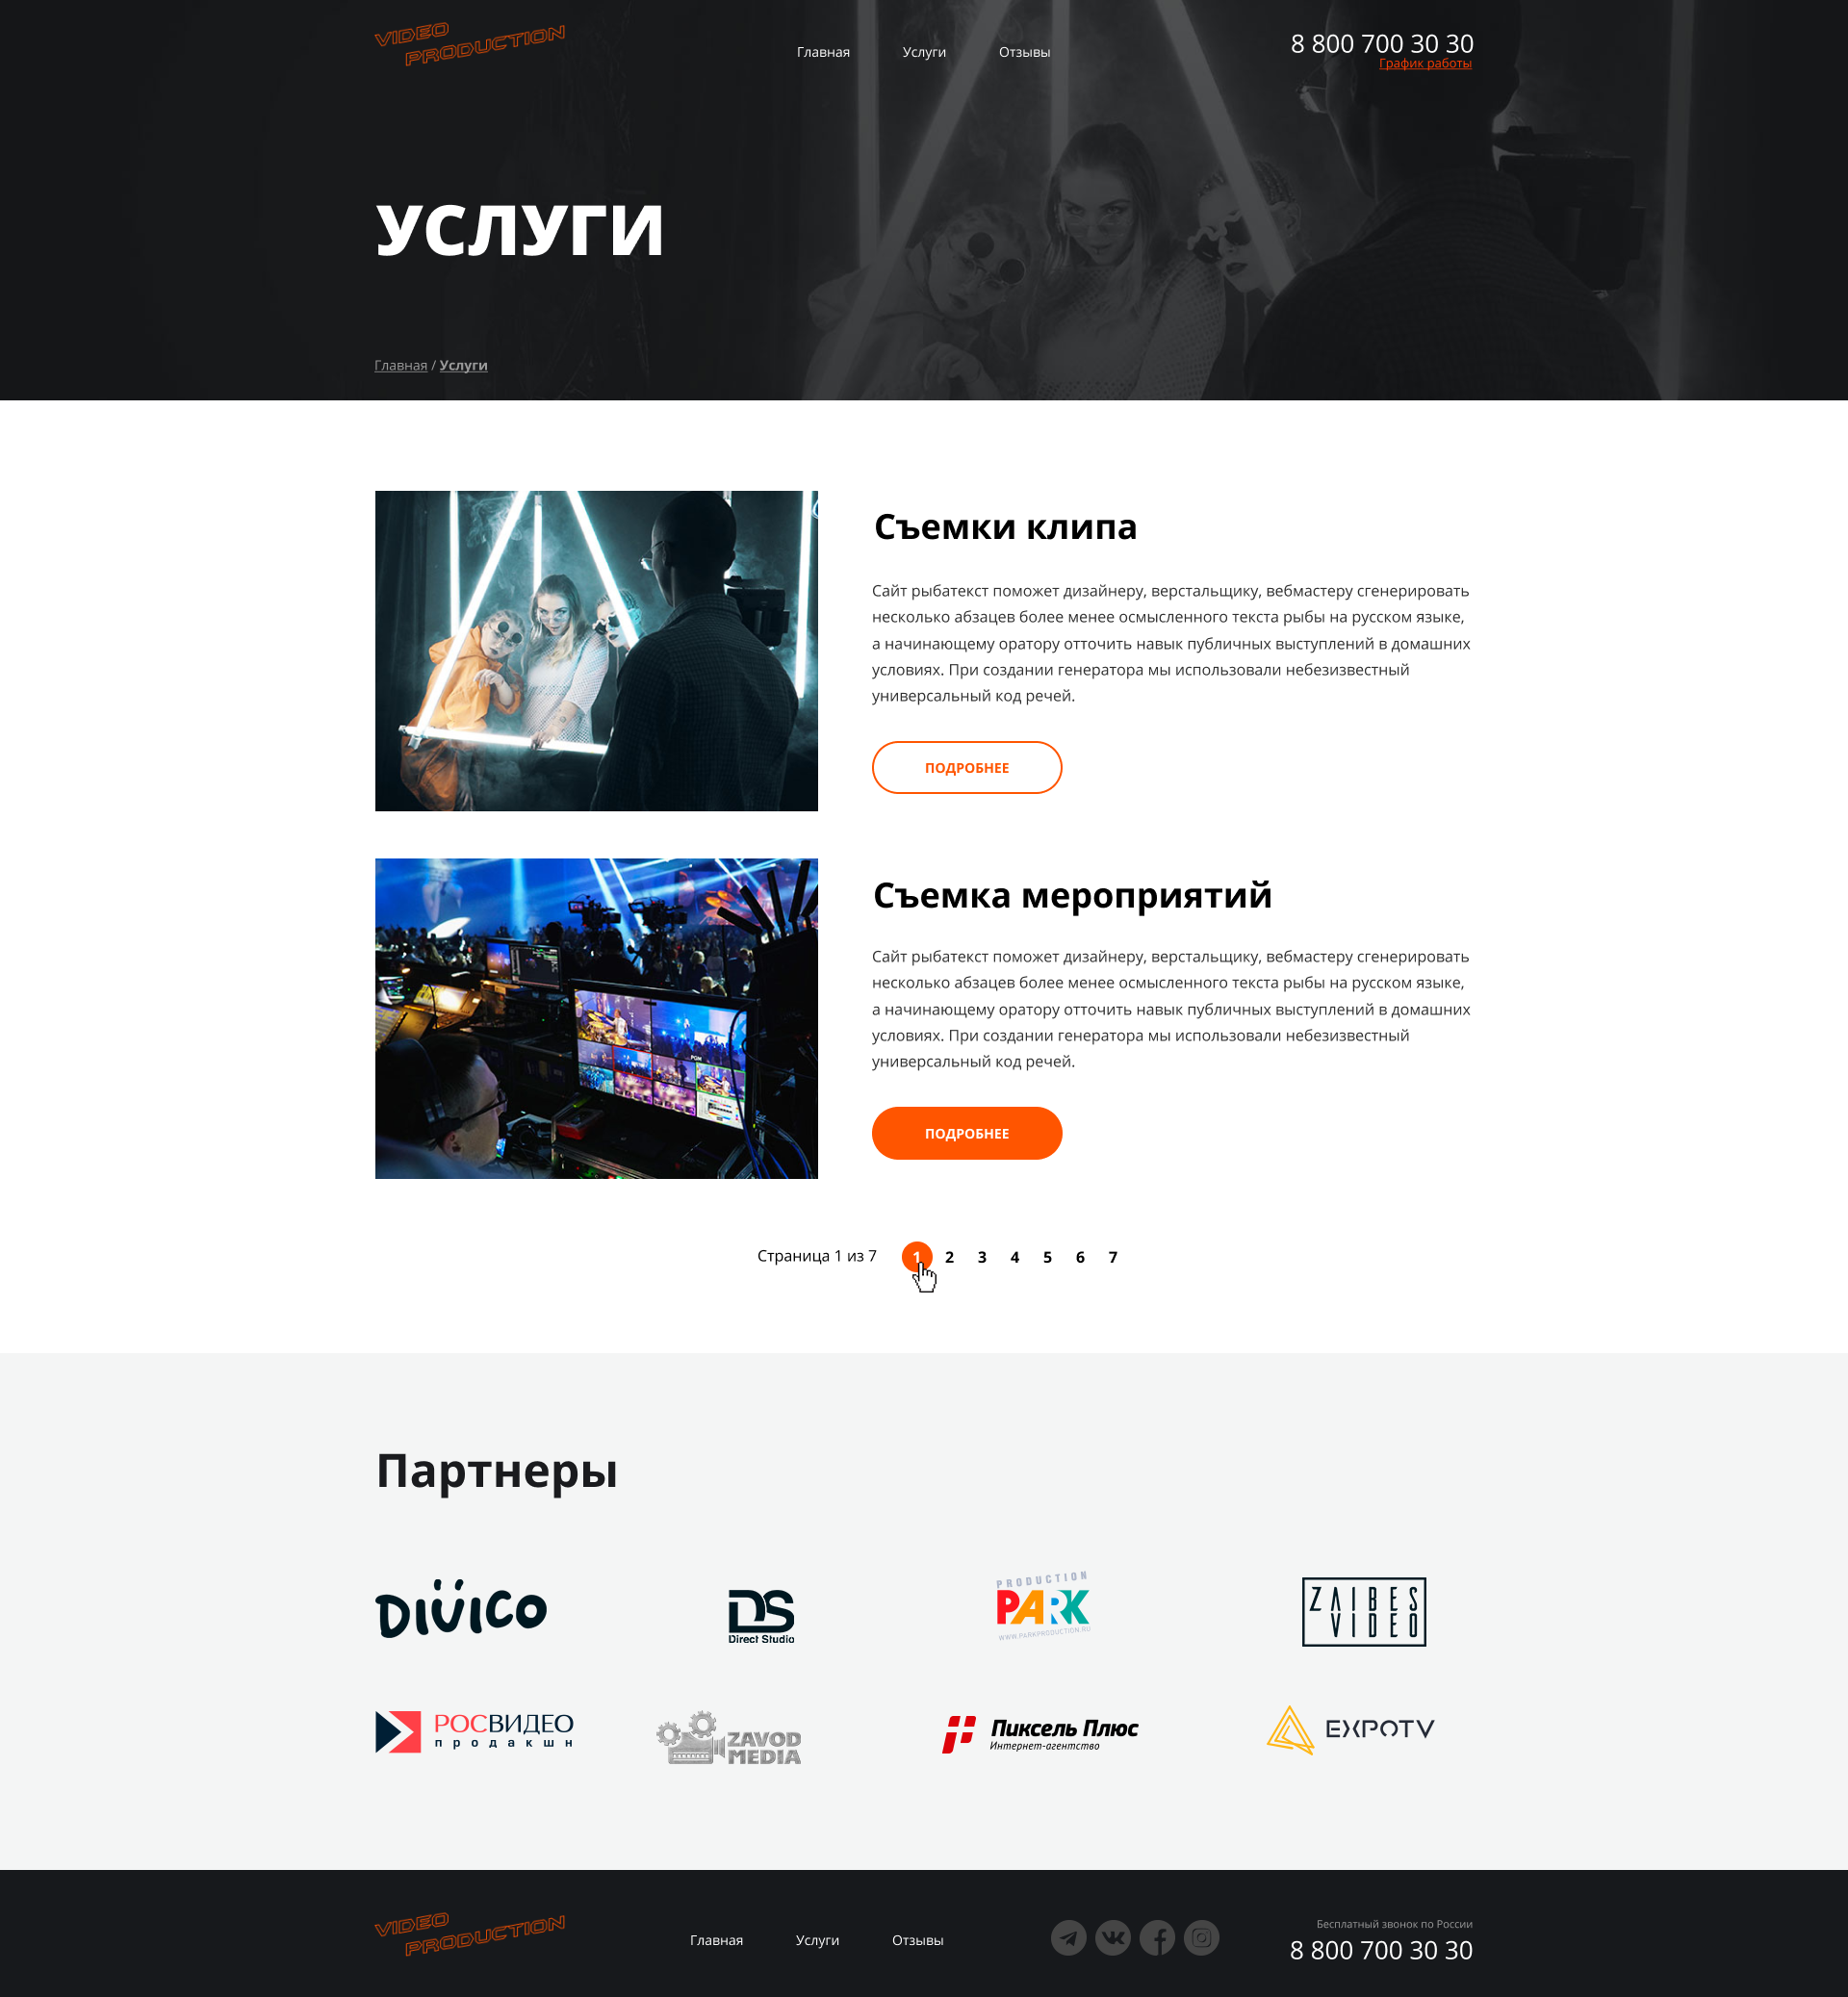 VIDEO
PRODUCTION
Главная
Услуги
Отзывы
8 800 700 30 30
График работы
УСЛУГИ
Главная / Услуги
Съемки клипа
Сайт рыбатекст поможет дизайнеру, верстальщику, вебмастеру сгенерировать
несколько абзацев более менее осмысленного текста рыбы на русском языке,
а начинающему оратору отточить навык публичных выступлений в домашних
условиях. При создании генератора мы использовали небезизвестный
универсальный код речей.
ПОДРОБНЕЕ
Съемка мероприятий
Сайт рыбатекст поможет дизайнеру, верстальщику, вебмастеру сгенерировать
несколько абзацев более менее осмысленного текста рыбы на русском языке,
а начинающему оратору отточить навык публичных выступлений в домашних
условиях. При создании генератора мы использовали небезизвестный
универсальный код речей.
ПОДРОБНЕЕ
Страница 1 из 7 1 2 3 4 5 6 7
Партнеры
DIVICO
DS
Direct Studio
PRODUCTION
PARK
WWW.PARKPRODUCTION.RU
ZAIBES
VIDEO
РОСВИДЕО
продакшн
ZAVOD
MEDIA
Пиксель Плюс
Интернет-агентство
EXPOTV
VIDEO
PRODUCTION
Главная
Услуги
Отзывы
Бесплатный звонок по России
8 800 700 30 30